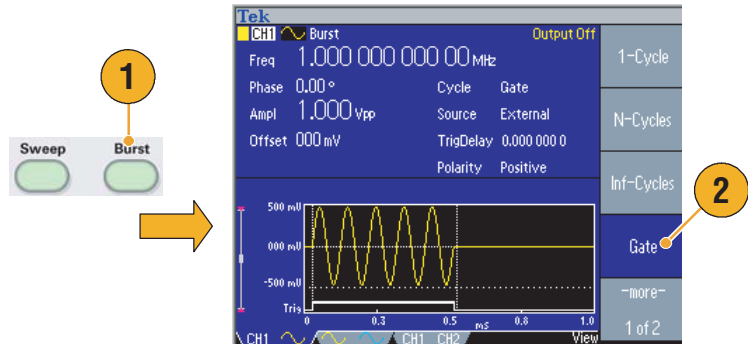 1
Sweep Burst
Tek
CH1 Burst Output Off
Freq 1.000 000 000 00 MHz
Phase 0.00 °
Ampl 1.000 Vpp
Offset 000 mV
Cycle Gate
Source External
TrigDelay 0.000 000 0
Polarity Positive
500 mU
000 mU
-500 mU
Trig
0 0.3 0.5 ms 0.8 1.0
CH1 CH1 CH2 View
1-Cycle
N-Cycles
Inf-Cycles
Gate
-more-
1 of 2
2